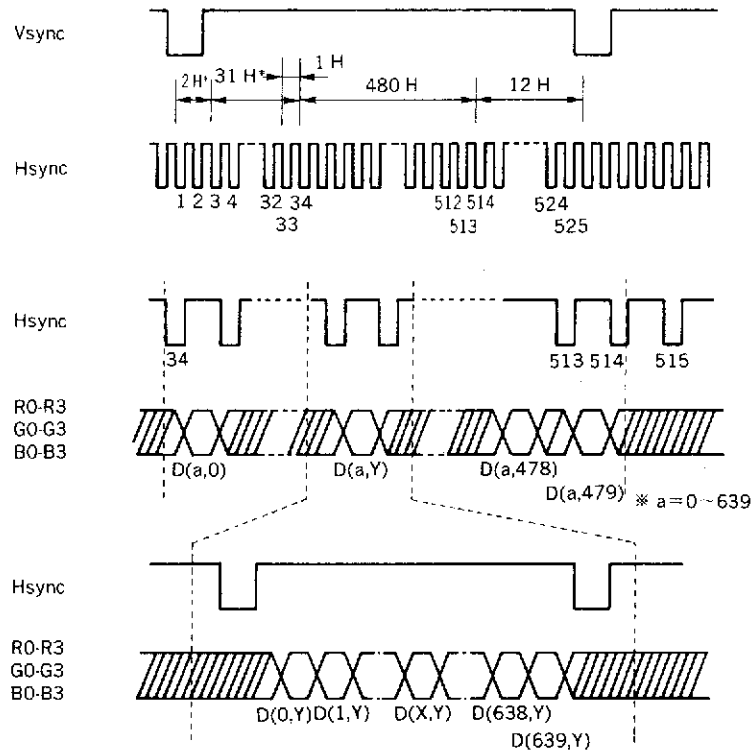 Vsync
2 H* 31 H* 1 H 480 H 12 H
Hsync
1 2 3 4 32 34 512 514 524
33 513 525
Hsync
34 513 514 515
R0-R3
G0-G3
B0-B3
D(a,0) D(a,Y) D(a,478)
D(a,479) ※ a=0~639
Hsync
R0-R3
G0-G3
B0-B3
D(0,Y) D(1,Y) D(X,Y) D(638,Y)
D(639,Y)